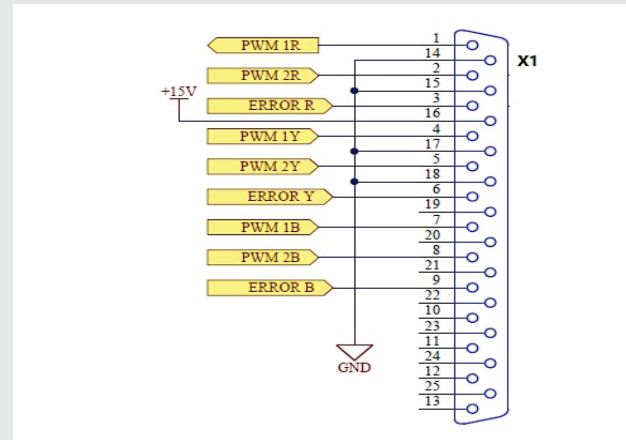 PWM 1R 1
14
X1
PWM 2R 2
+15V
15
ERROR R 3
16
PWM 1Y 4
17
PWM 2Y 5
18
ERROR Y 6
19
PWM 1B 7
20
PWM 2B 8
21
ERROR B 9
22
10
23
11
GND
24
12
25
13